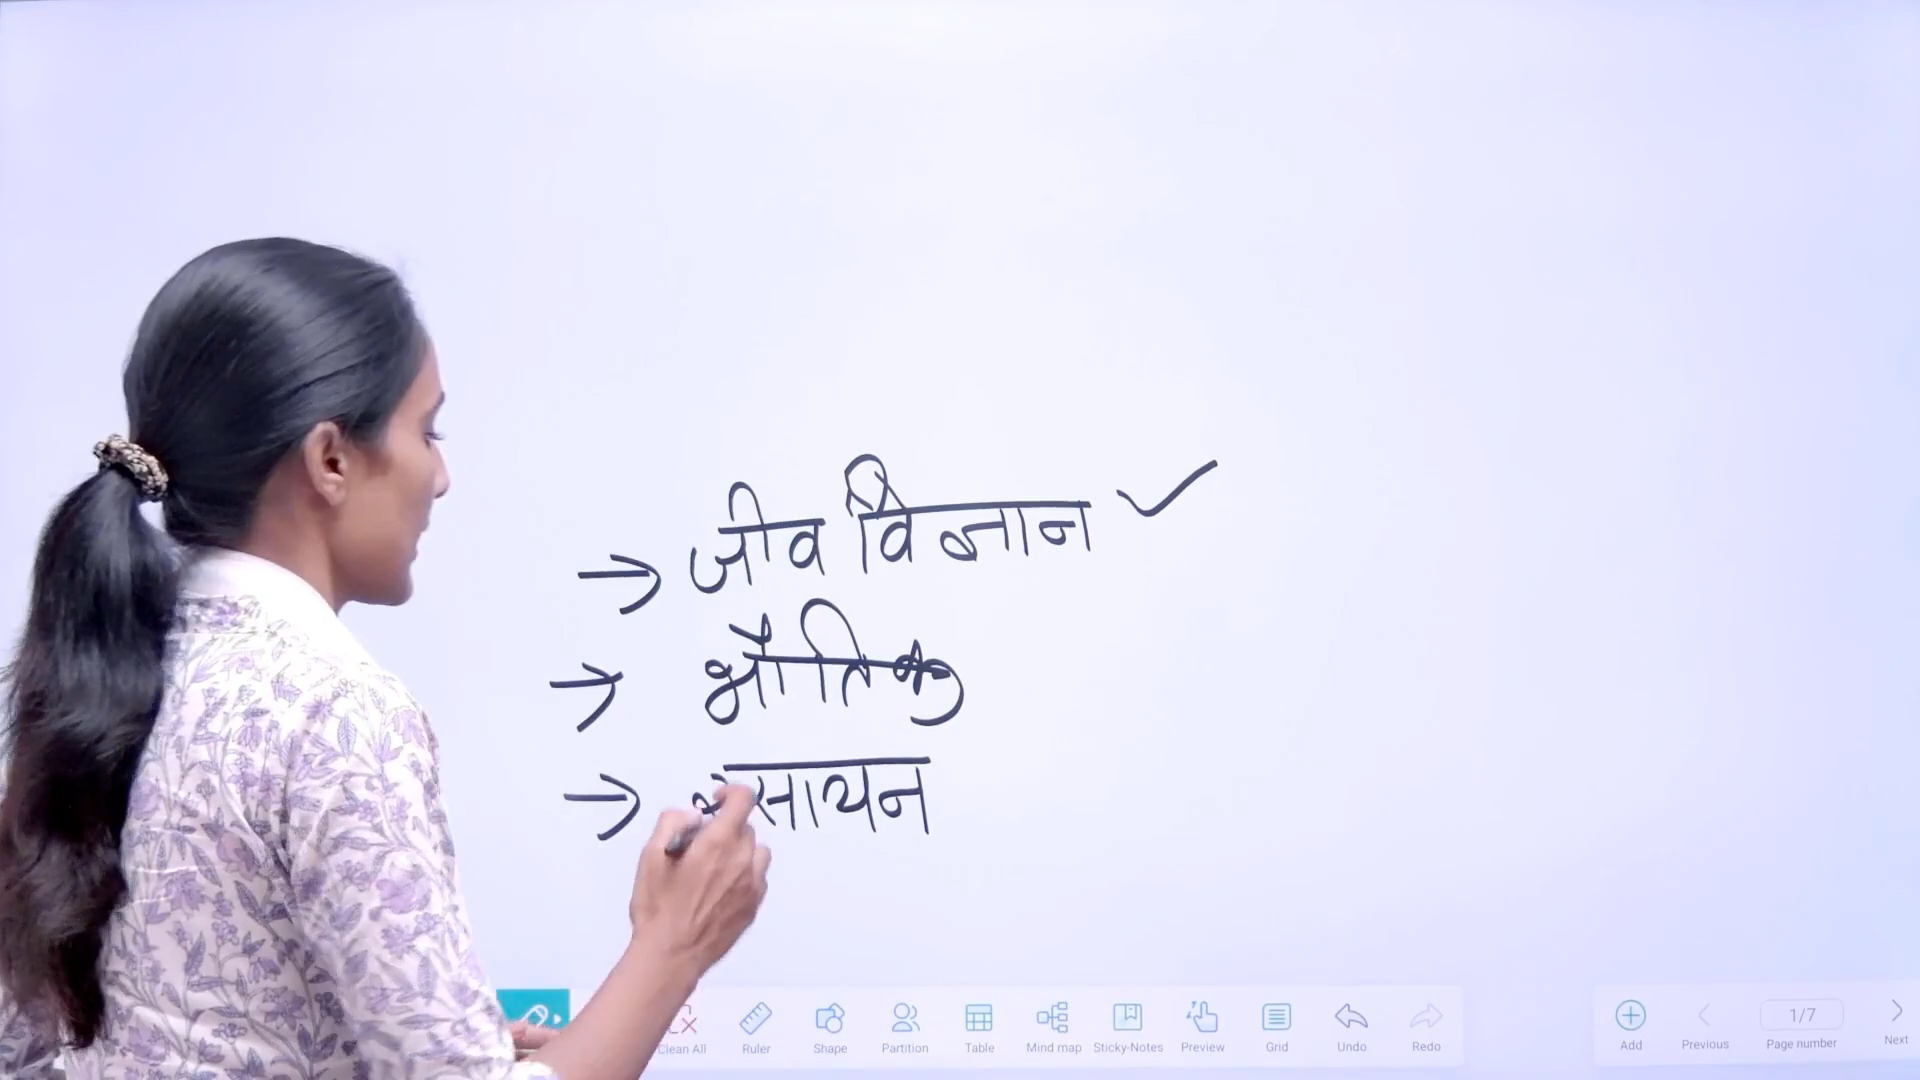 → जीव विज्ञान ✓
→ भौतिक
→ रसायन
Clean All Ruler Shape Partition Table Mind map Sticky-Notes Preview Grid Undo Redo
Add Previous 1/7 Page number Next